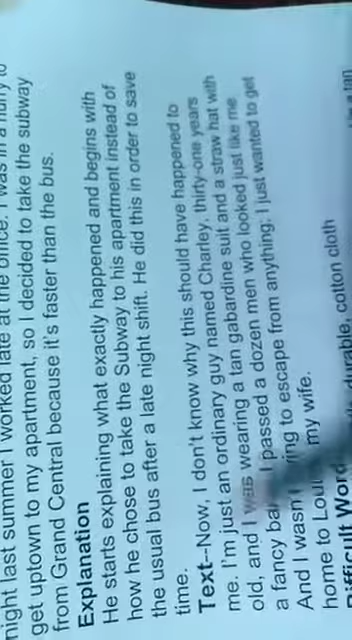 night last summer I worked late at the office. I was in a hurry to
get uptown to my apartment, so I decided to take the subway
from Grand Central because it's faster than the bus.
Explanation
He starts explaining what exactly happened and begins with
how he chose to take the Subway to his apartment instead of
the usual bus after a late night shift. He did this in order to save
time.
Text--Now, I don't know why this should have happened to
me. I'm just an ordinary guy named Charley, thirty-one years
old, and I was wearing a tan gabardine suit and a straw hat with
a fancy I passed a dozen men who looked just like me.
And I wasn't to escape from anything; I just wanted to get
home to my wife.
Difficult
durable, cotton cloth
tan